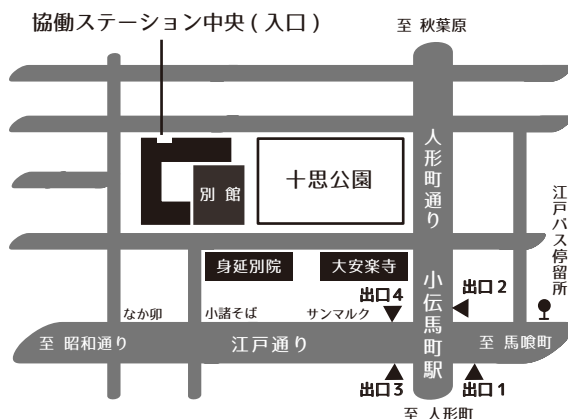 協働ステーション中央 ( 入口 )
至 秋葉原
人形町通り
別 館
十思公園
江戸バス停留所
身延別院
大安楽寺
小伝馬町駅
出口 2
出口4
なか卯
小諸そば
サンマルク
至 昭和通り
江戸通り
至 馬喰町
出口 3
出口 1
至 人形町